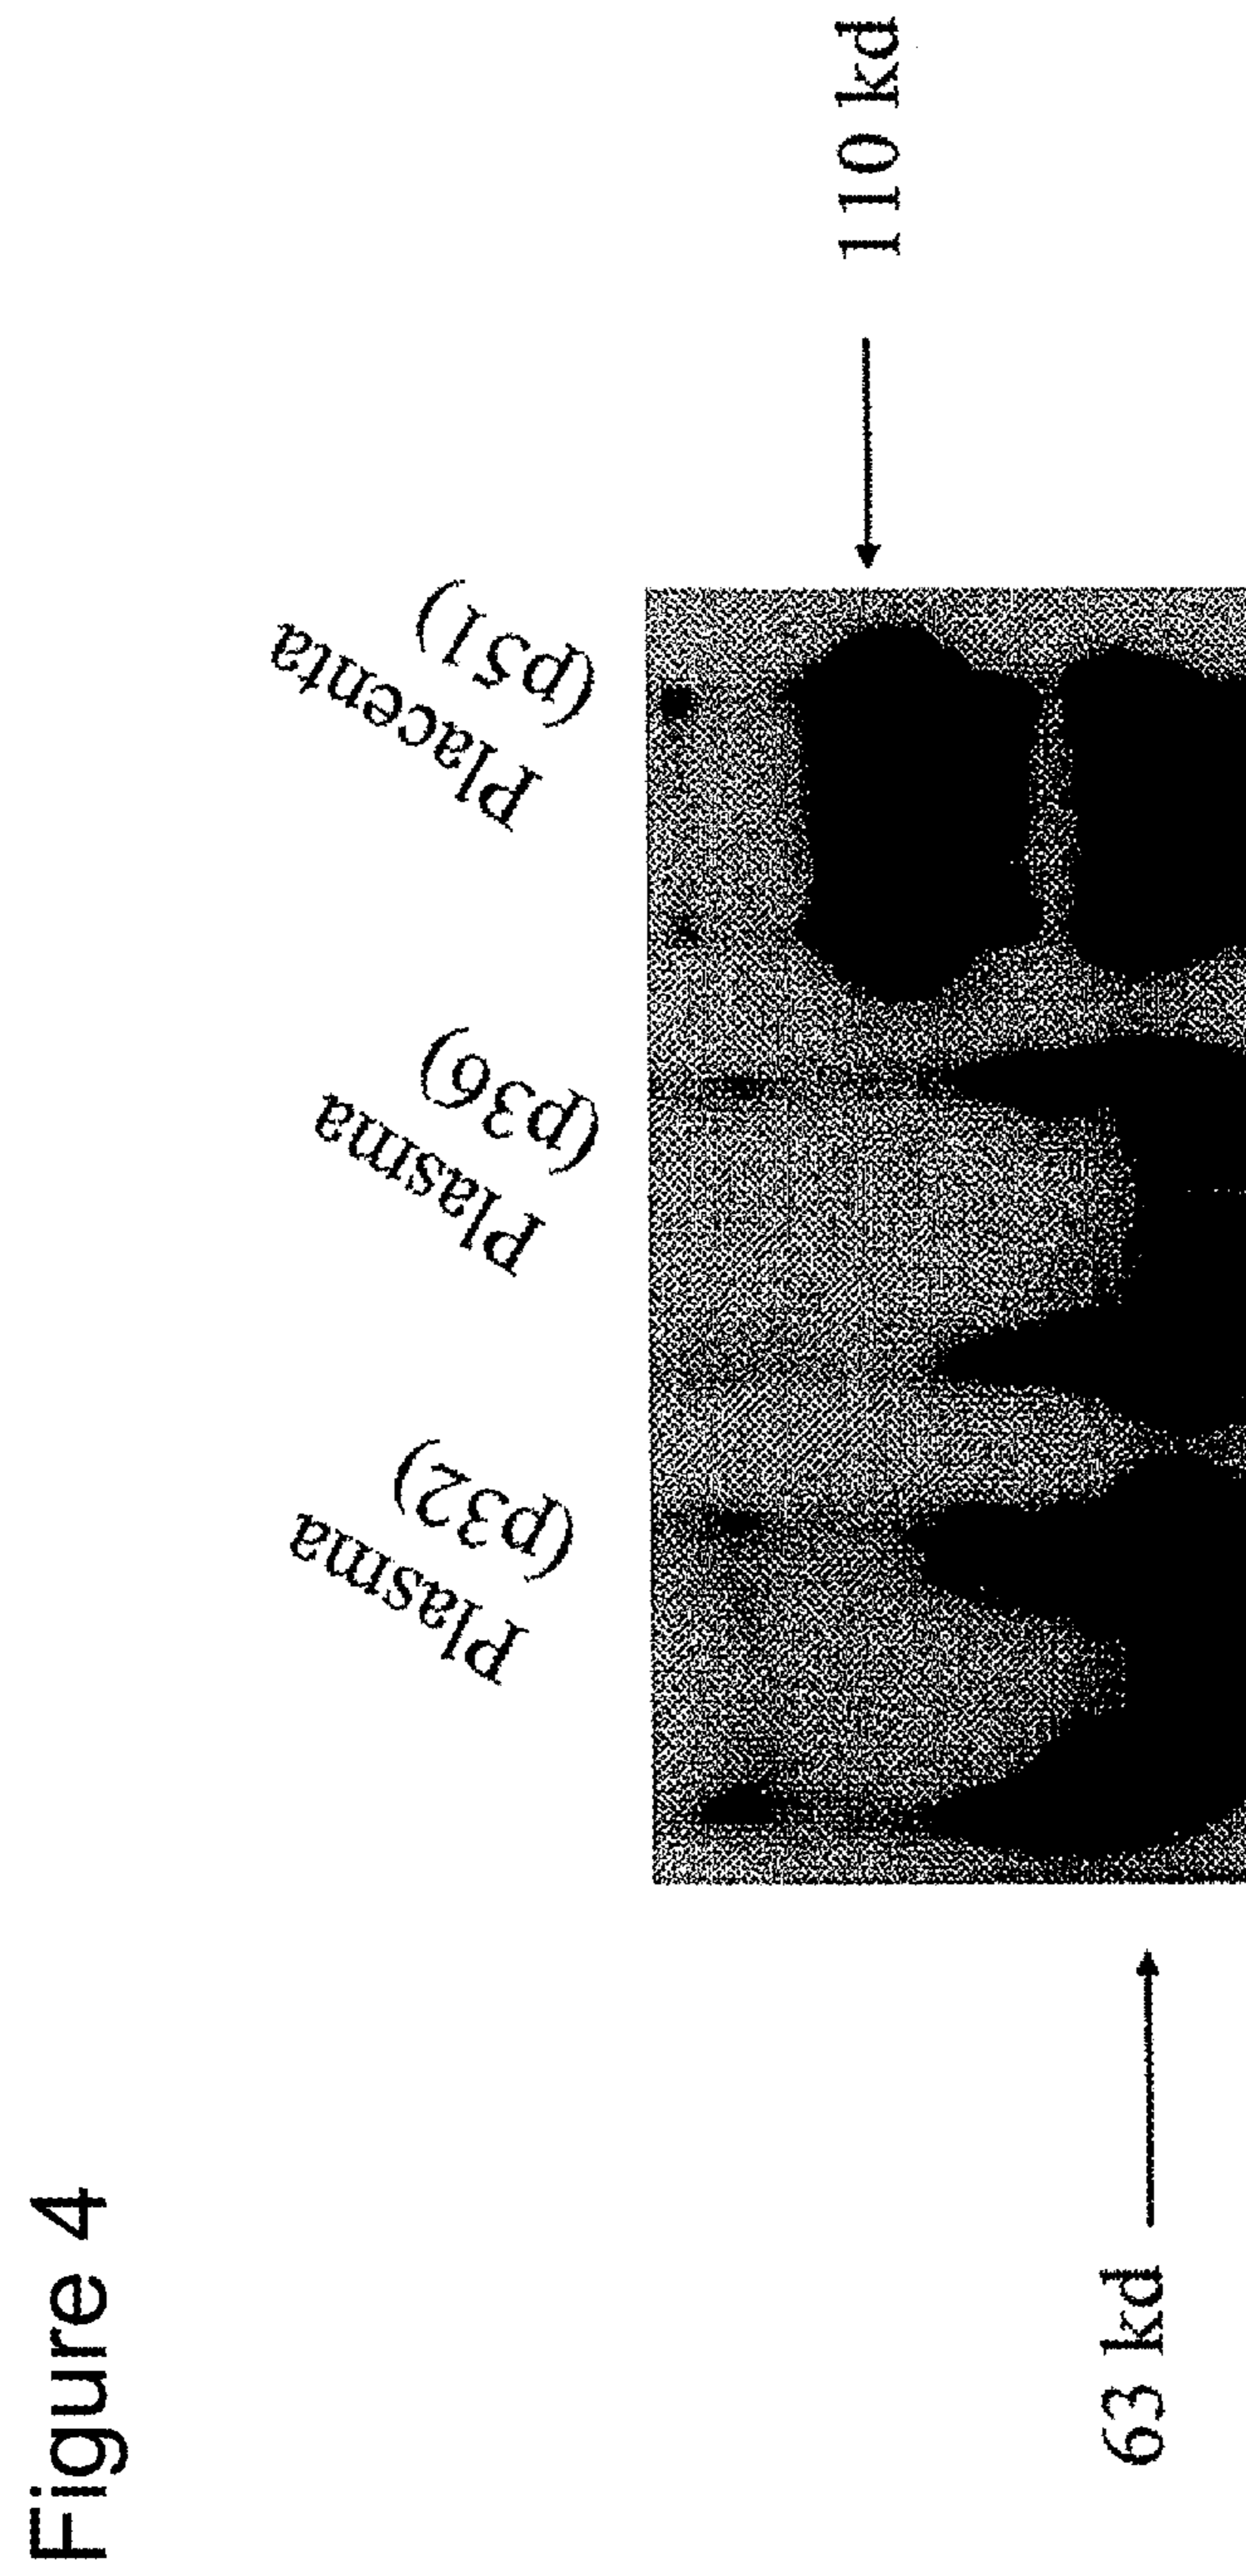 Figure 4
Plasma
(p32)
Plasma
(p36)
Placenta
(p51)
110 kd
63 kd